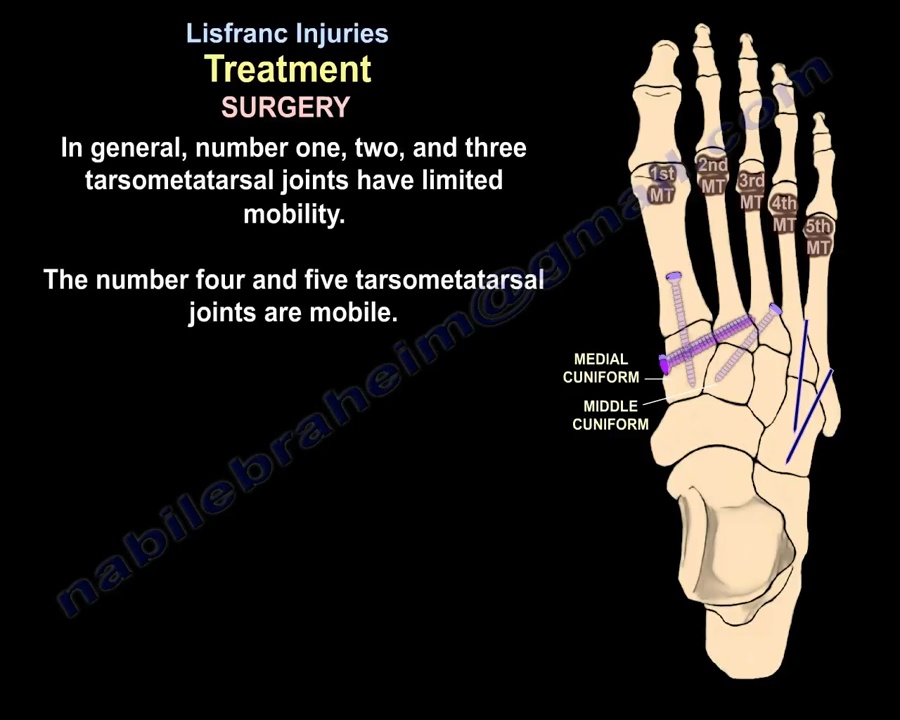 Lisfranc Injuries
Treatment
SURGERY
In general, number one, two, and three
tarsometatarsal joints have limited
mobility.
The number four and five tarsometatarsal
joints are mobile.
1st
MT
2nd
MT
3rd
MT
4th
MT
5th
MT
MEDIAL
CUNIFORM
MIDDLE
CUNIFORM
nabilebraheim@gmail.com